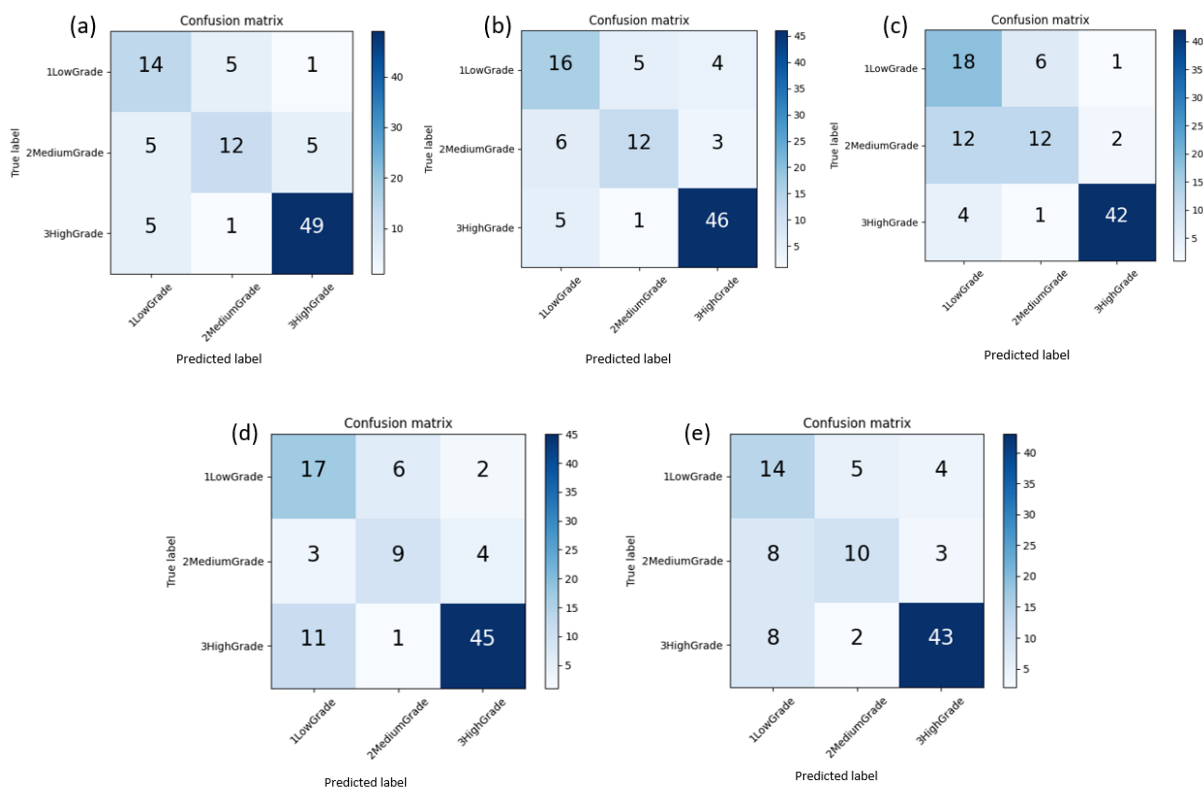 (a)
Confusion matrix
True label
1LowGrade
2MediumGrade
3HighGrade
14 5 1
5 12 5
5 1 49
1LowGrade
2MediumGrade
3HighGrade
Predicted label
40
30
20
10
(b)
Confusion matrix
True label
1LowGrade
2MediumGrade
3HighGrade
16 5 4
6 12 3
5 1 46
1LowGrade
2MediumGrade
3HighGrade
Predicted label
45
40
35
30
25
20
15
10
5
(c)
Confusion matrix
True label
1LowGrade
2MediumGrade
3HighGrade
18 6 1
12 12 2
4 1 42
1LowGrade
2MediumGrade
3HighGrade
Predicted label
40
35
30
25
20
15
10
5
(d)
Confusion matrix
True label
1LowGrade
2MediumGrade
3HighGrade
17 6 2
3 9 4
11 1 45
1LowGrade
2MediumGrade
3HighGrade
Predicted label
45
40
35
30
25
20
15
10
5
(e)
Confusion matrix
True label
1LowGrade
2MediumGrade
3HighGrade
14 5 4
8 10 3
8 2 43
1LowGrade
2MediumGrade
3HighGrade
Predicted label
40
35
30
25
20
15
10
5